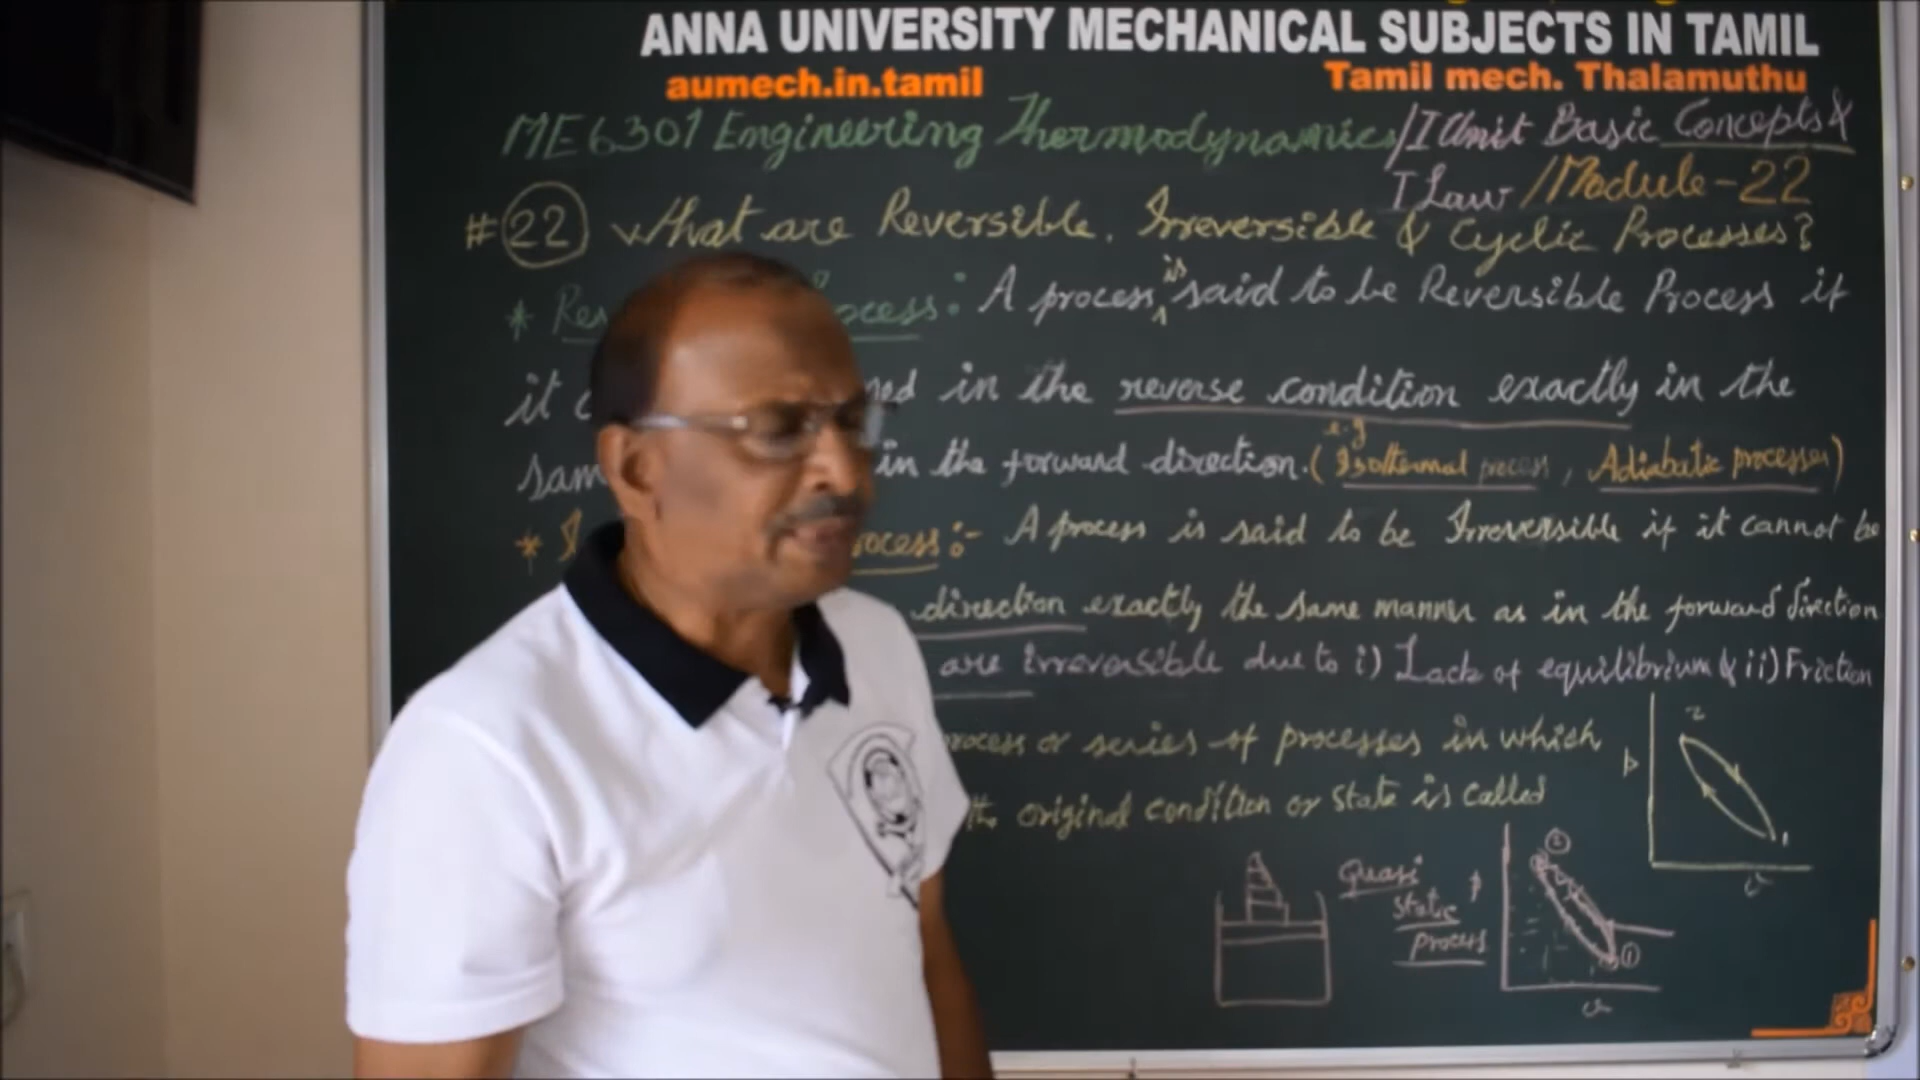 ANNA UNIVERSITY MECHANICAL SUBJECTS IN TAMIL
aumech.in.tamil Tamil mech. Thalamuthu
ME6301 Engineering Thermodynamics/I Unit Basic Concepts &
I Law /Module-22
#22 What are Reversible, Irreversible & Cyclic Processes?
* Res ocess: A process is said to be Reversible Process if
it in the reverse condition exactly in the
sam in the forward direction. (e.g Isothermal process, Adiabatic processes)
* I rocess:- A process is said to be Irreversible if it cannot be
direction exactly the same manner as in the forward direction
are irreversible due to i) Lack of equilibrium & ii) Friction
rocess or series of processes in which
the original condition or state is called
p
2
1
v
Quasi
static
process
p
2
1
v